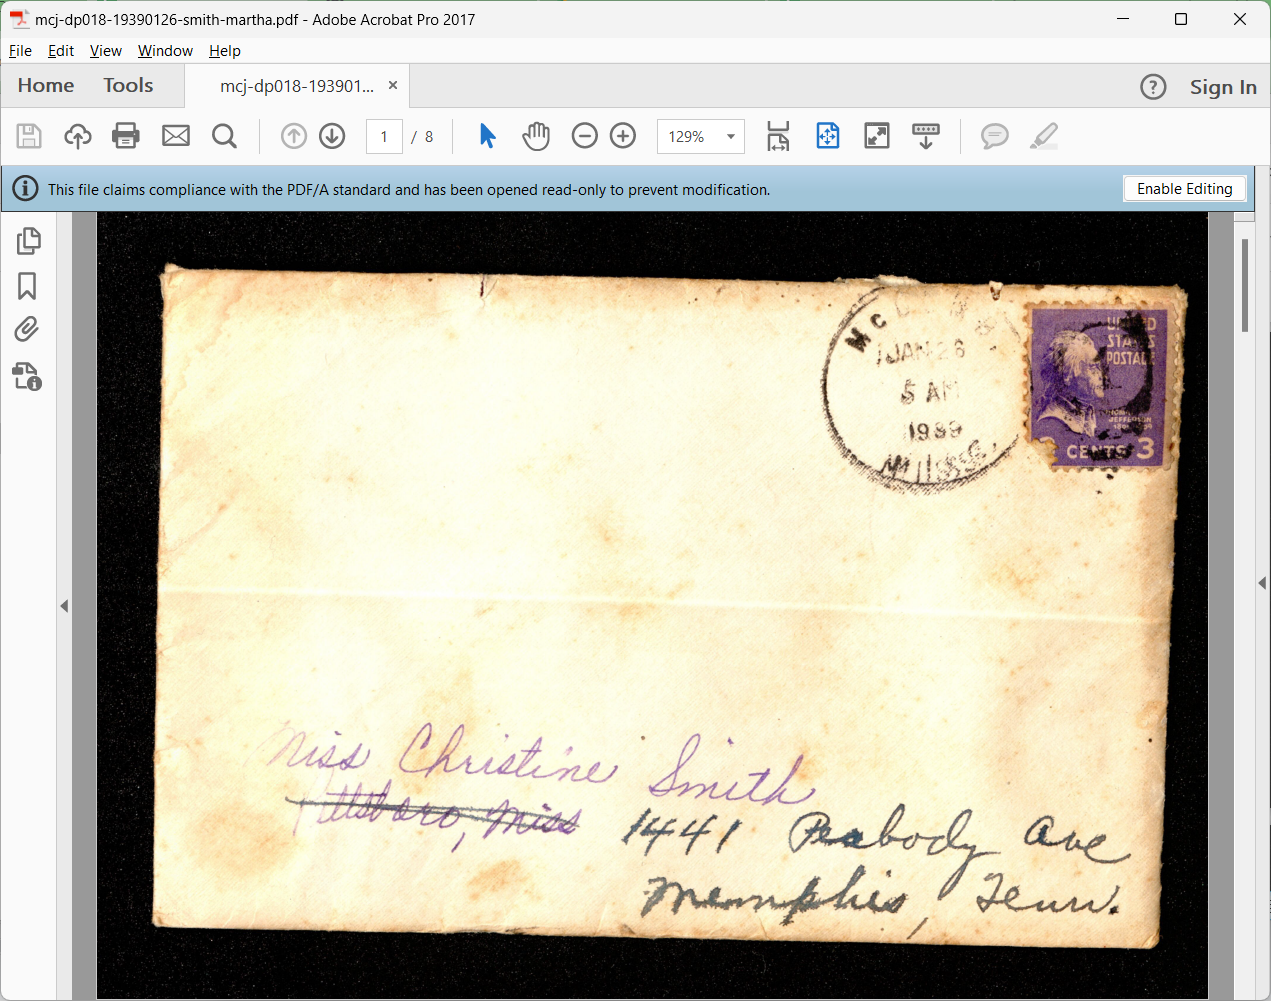 mcj-dp018-19390126-smith-martha.pdf - Adobe Acrobat Pro 2017
File Edit View Window Help
Home Tools mcj-dp018-193901... × ? Sign In
1 / 8 129%
This file claims compliance with the PDF/A standard and has been opened read-only to prevent modification. Enable Editing
JAN 26
5 AM
1939
Miss.
UNITED
STATES
POSTAGE
JEFFERSON
CENTS 3
Miss Christine Smith
Pittsboro, Miss 1441 Peabody Ave
Memphis, Tenn.